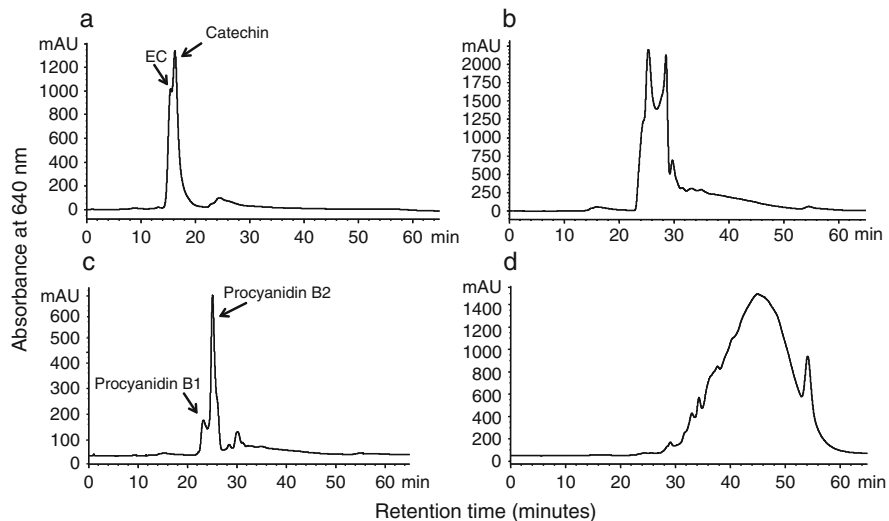 a
mAU
EC
Catechin
1200
1000
800
600
400
200
0
0 10 20 30 40 50 60 min
b
mAU
2000
1750
1500
1250
1000
750
500
250
0
0 10 20 30 40 50 60 min
c
mAU
Procyanidin B2
Procyanidin B1
600
500
400
300
200
100
0
0 10 20 30 40 50 60 min
d
mAU
1400
1200
1000
800
600
400
200
0
0 10 20 30 40 50 60 min
Absorbance at 640 nm
Retention time (minutes)